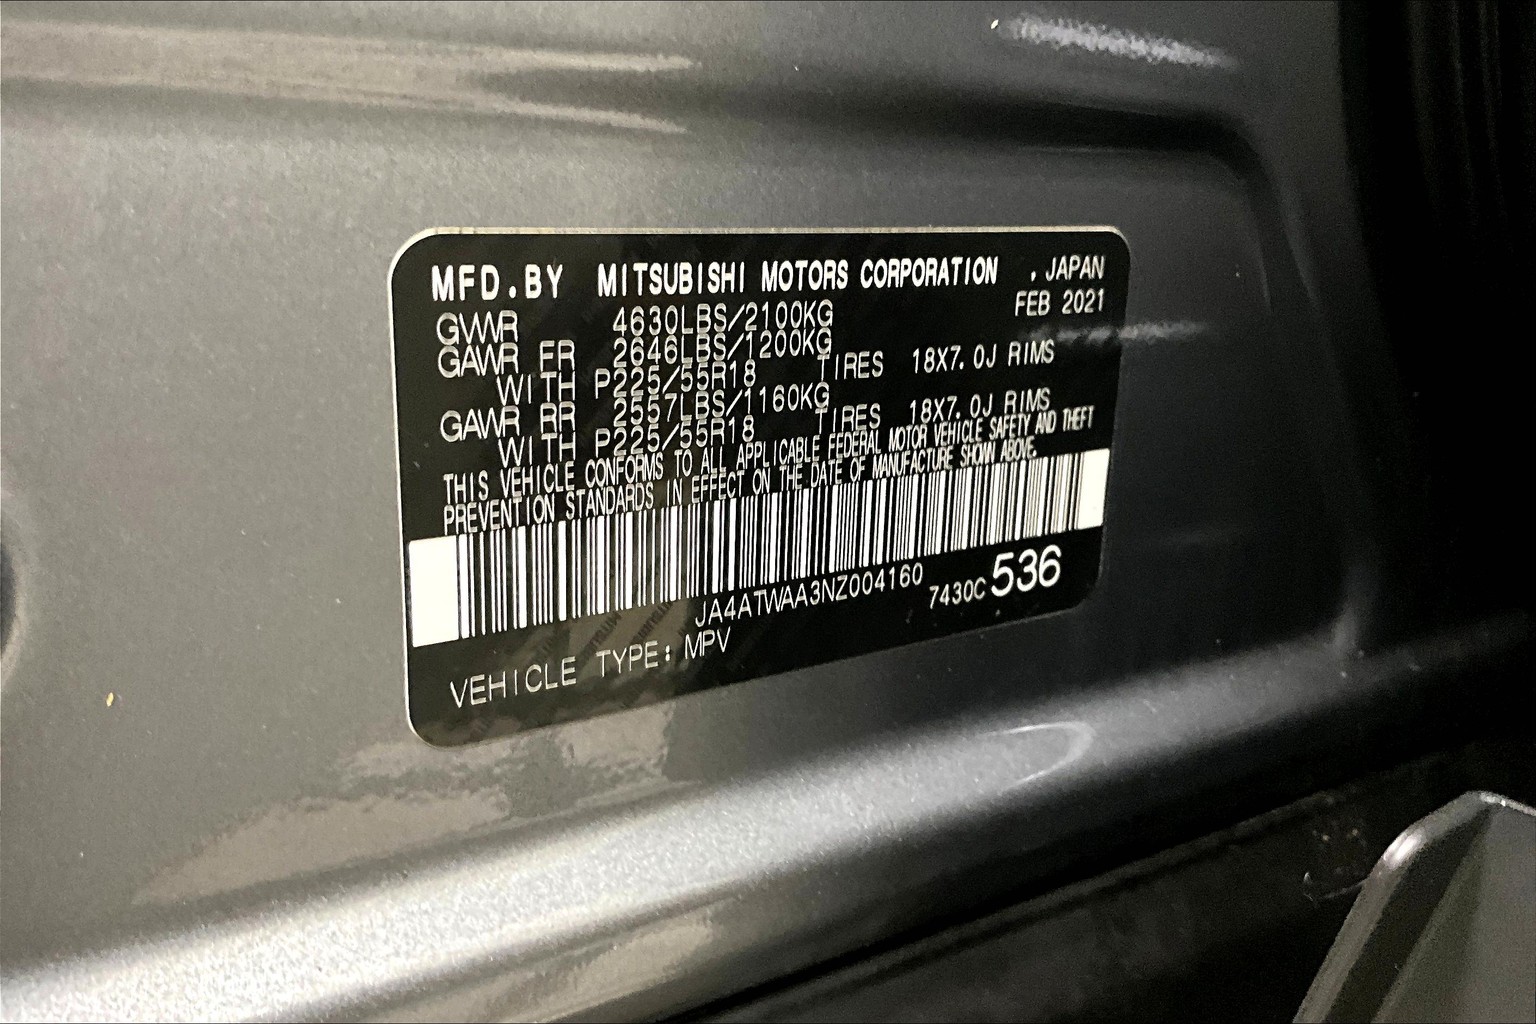 MFD.BY MITSUBISHI MOTORS CORPORATION . JAPAN
FEB 2021
GVWR 4630LBS/2100KG
GAWR FR 2646LBS/1200KG
WITH P225/55R18 TIRES 18X7.0J RIMS
GAWR RR 2557LBS/1160KG
WITH P225/55R18 TIRES 18X7.0J RIMS
THIS VEHICLE CONFORMS TO ALL APPLICABLE FEDERAL MOTOR VEHICLE SAFETY AND THEFT
PREVENTION STANDARDS IN EFFECT ON THE DATE OF MANUFACTURE SHOWN ABOVE.
JA4ATWAA3NZ004160 7430C 536
VEHICLE TYPE: MPV